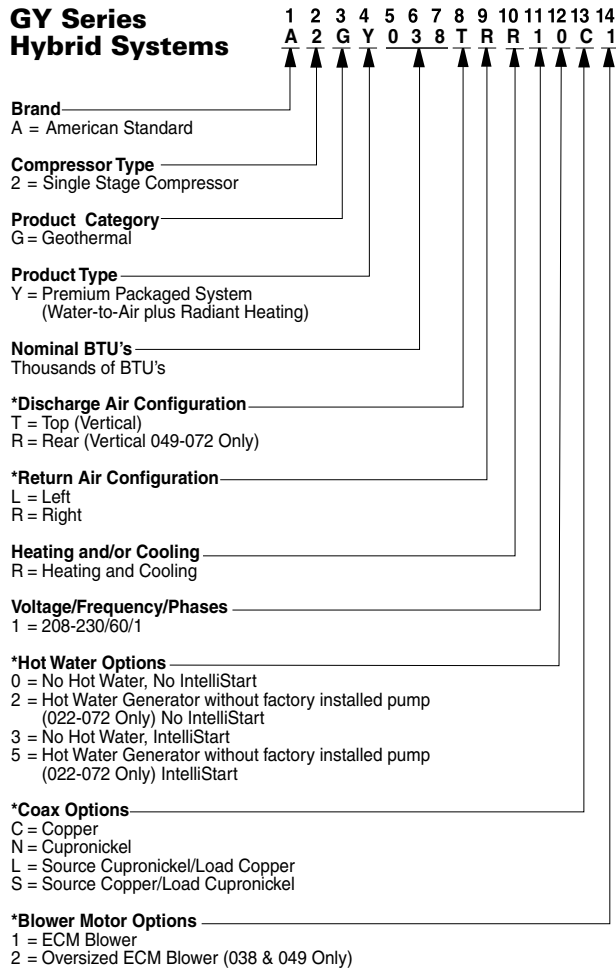 GY Series
Hybrid Systems
1 2 3 4 5 6 7 8 9 10 11 12 13 14
A 2 G Y 0 3 8 T R R 1 0 C 1
Brand
A = American Standard
Compressor Type
2 = Single Stage Compressor
Product Category
G = Geothermal
Product Type
Y = Premium Packaged System
(Water-to-Air plus Radiant Heating)
Nominal BTU's
Thousands of BTU's
*Discharge Air Configuration
T = Top (Vertical)
R = Rear (Vertical 049-072 Only)
*Return Air Configuration
L = Left
R = Right
Heating and/or Cooling
R = Heating and Cooling
Voltage/Frequency/Phases
1 = 208-230/60/1
*Hot Water Options
0 = No Hot Water, No IntelliStart
2 = Hot Water Generator without factory installed pump
(022-072 Only) No IntelliStart
3 = No Hot Water, IntelliStart
5 = Hot Water Generator without factory installed pump
(022-072 Only) IntelliStart
*Coax Options
C = Copper
N = Cupronickel
L = Source Cupronickel/Load Copper
S = Source Copper/Load Cupronickel
*Blower Motor Options
1 = ECM Blower
2 = Oversized ECM Blower (038 & 049 Only)